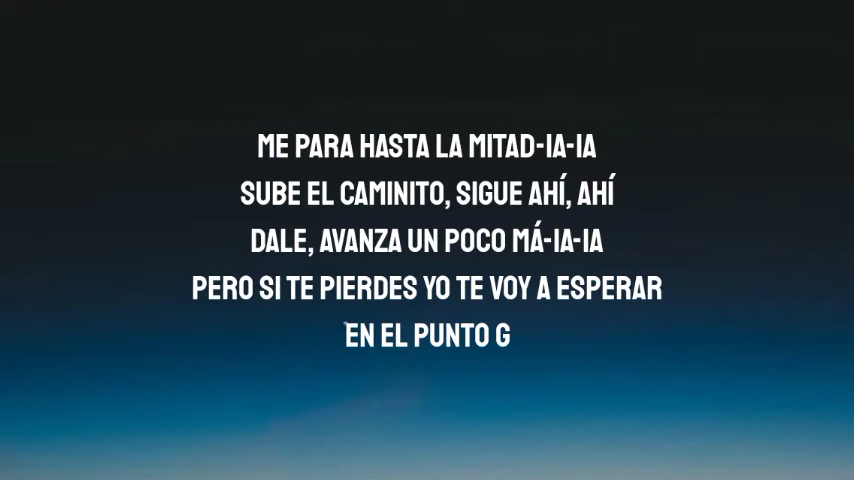 ME PARA HASTA LA MITAD-IA-IA
SUBE EL CAMINITO, SIGUE AHÍ, AHÍ
DALE, AVANZA UN POCO MÁ-IA-IA
PERO SI TE PIERDES YO TE VOY A ESPERAR
EN EL PUNTO G